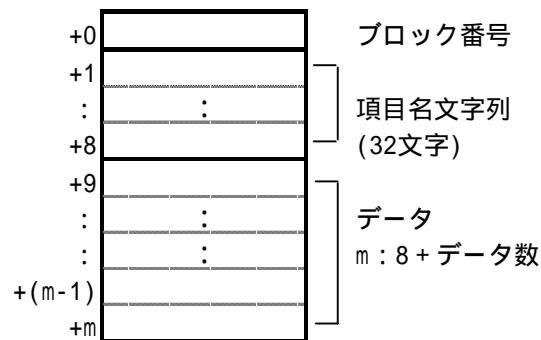 +0 ブロック番号
+1
: : 項目名文字列
+8 (32文字)
+9
: : データ
: : m：8＋データ数
+(m-1)
+m